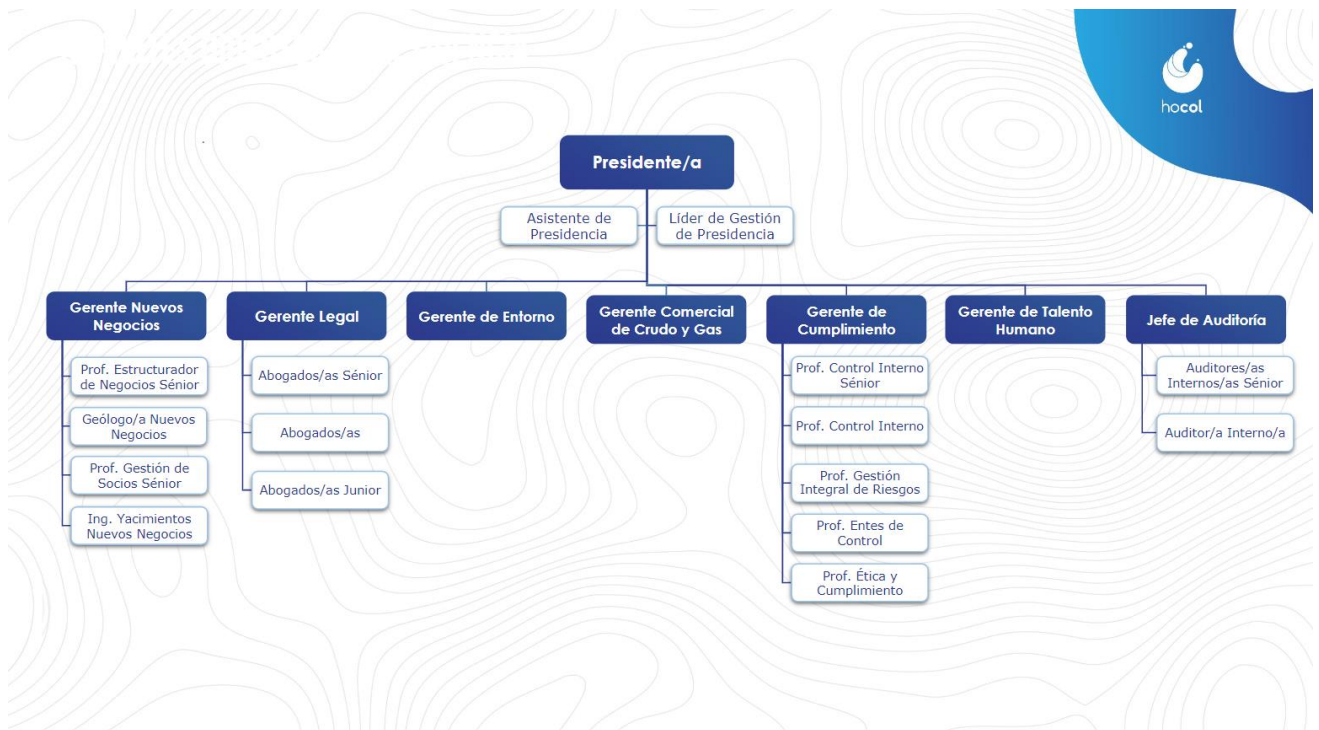 hocol
Presidente/a
Asistente de
Presidencia
Líder de Gestión
de Presidencia
Gerente Nuevos
Negocios
Gerente Legal
Gerente de Entorno
Gerente Comercial
de Crudo y Gas
Gerente de
Cumplimiento
Gerente de Talento
Humano
Jefe de Auditoría
Prof. Estructurador
de Negocios Sénior
Geólogo/a Nuevos
Negocios
Prof. Gestión de
Socios Sénior
Ing. Yacimientos
Nuevos Negocios
Abogados/as Sénior
Abogados/as
Abogados/as Junior
Prof. Control Interno
Sénior
Prof. Control Interno
Prof. Gestión
Integral de Riesgos
Prof. Entes de
Control
Prof. Ética y
Cumplimiento
Auditores/as
Internos/as Sénior
Auditor/a Interno/a